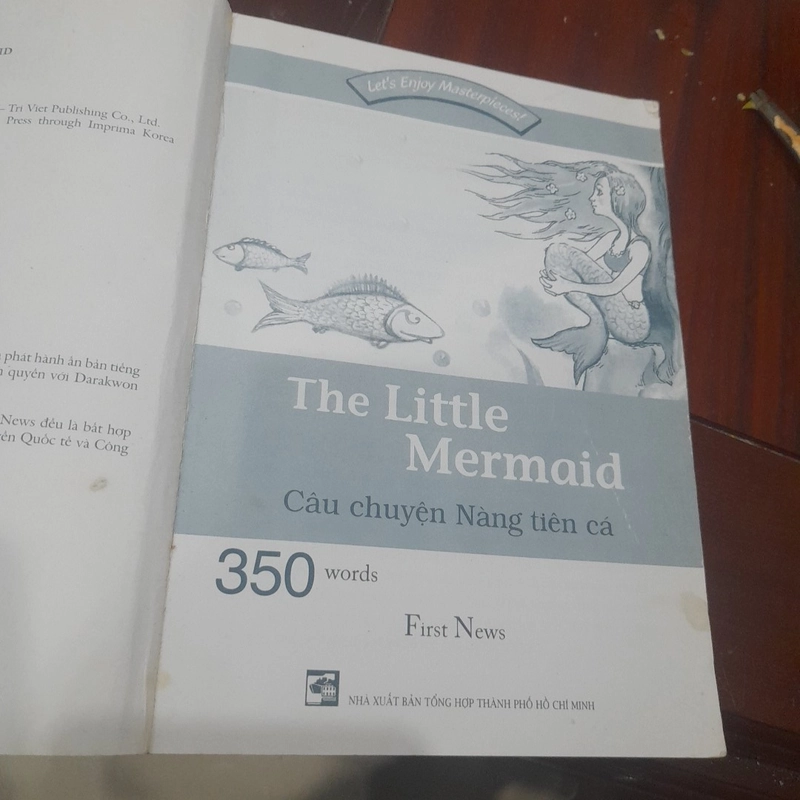 – Tri Viet Publishing Co., Ltd.
Press through Imprima Korea
phát hành ấn bản tiếng
quyền với Darakwon
News đều là bất hợp
Quốc tế và Công
Let's Enjoy Masterpieces!
The Little
Mermaid
Câu chuyện Nàng tiên cá
350 words
First News
NHÀ XUẤT BẢN TỔNG HỢP THÀNH PHỐ HỒ CHÍ MINH